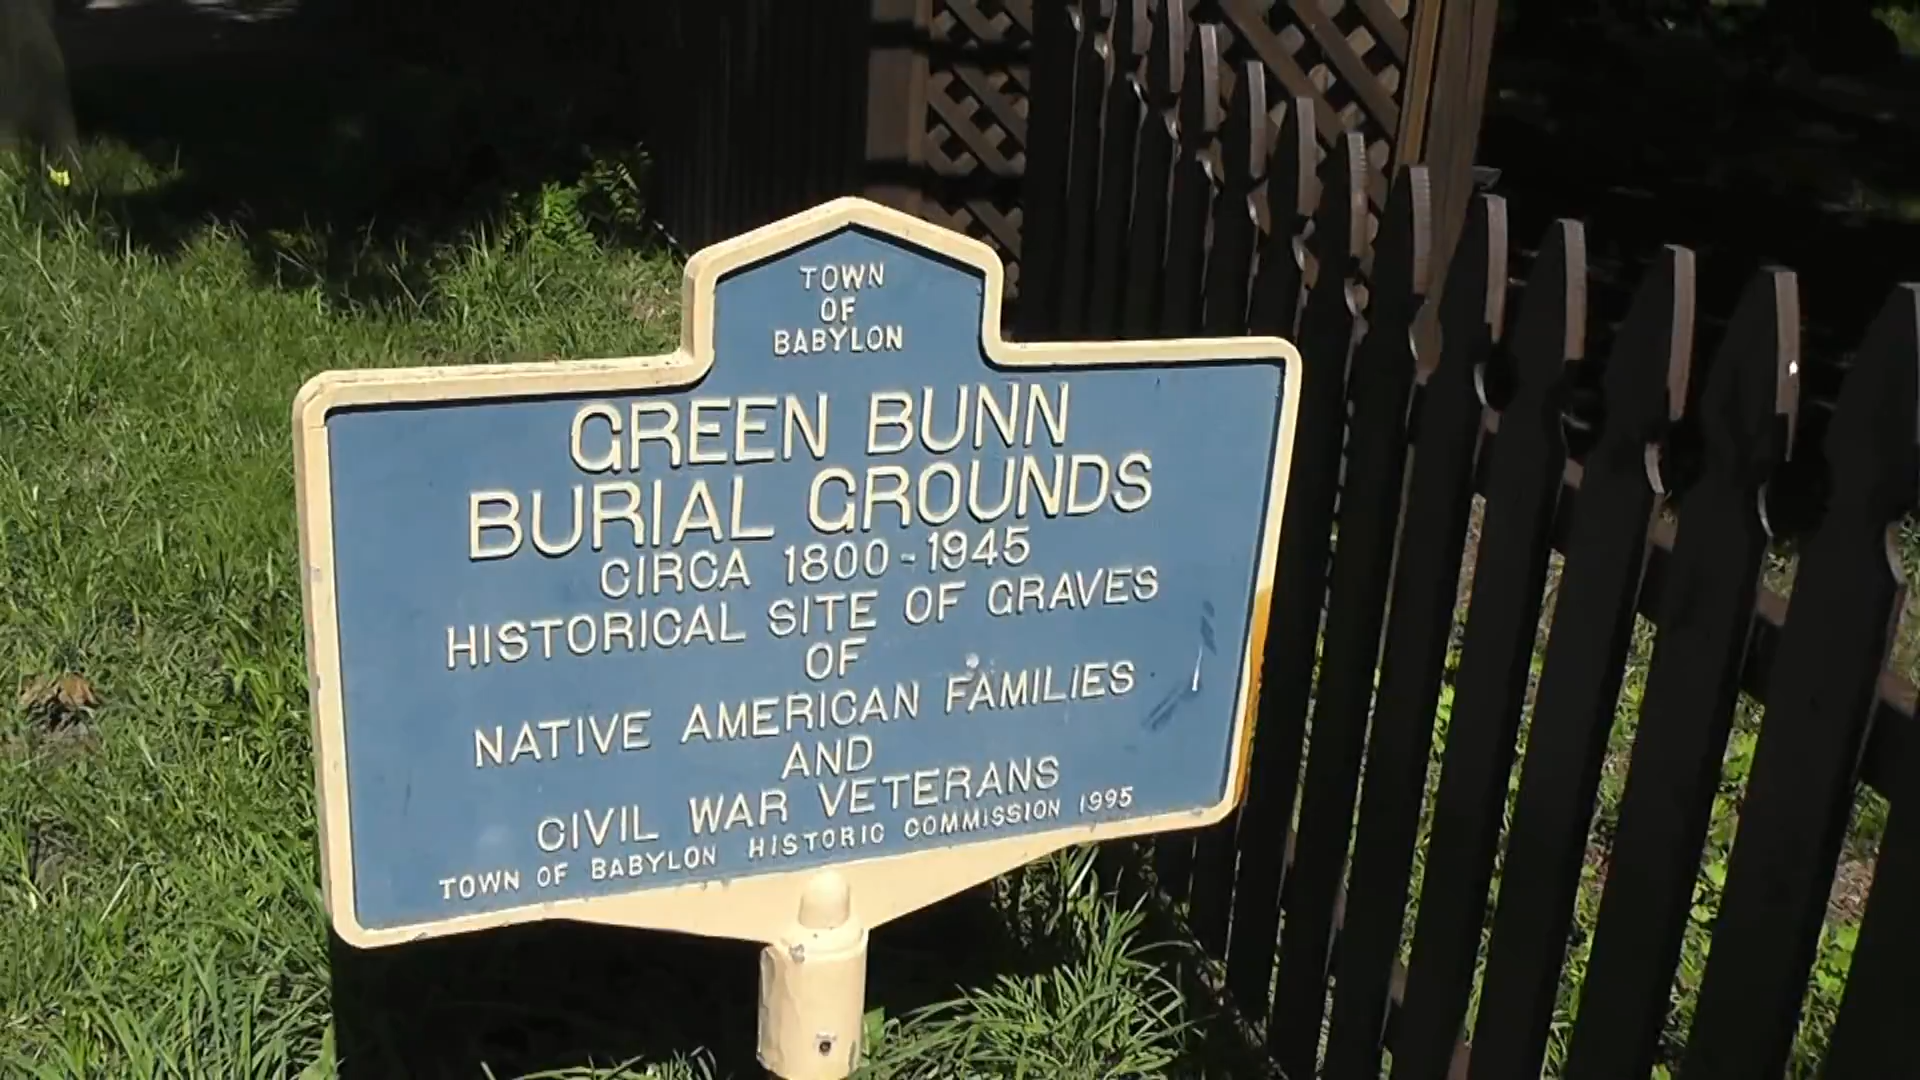 TOWN
OF
BABYLON
GREEN BUNN
BURIAL GROUNDS
CIRCA 1800-1945
HISTORICAL SITE OF GRAVES
OF
NATIVE AMERICAN FAMILIES
AND
CIVIL WAR VETERANS
TOWN OF BABYLON HISTORIC COMMISSION 1995